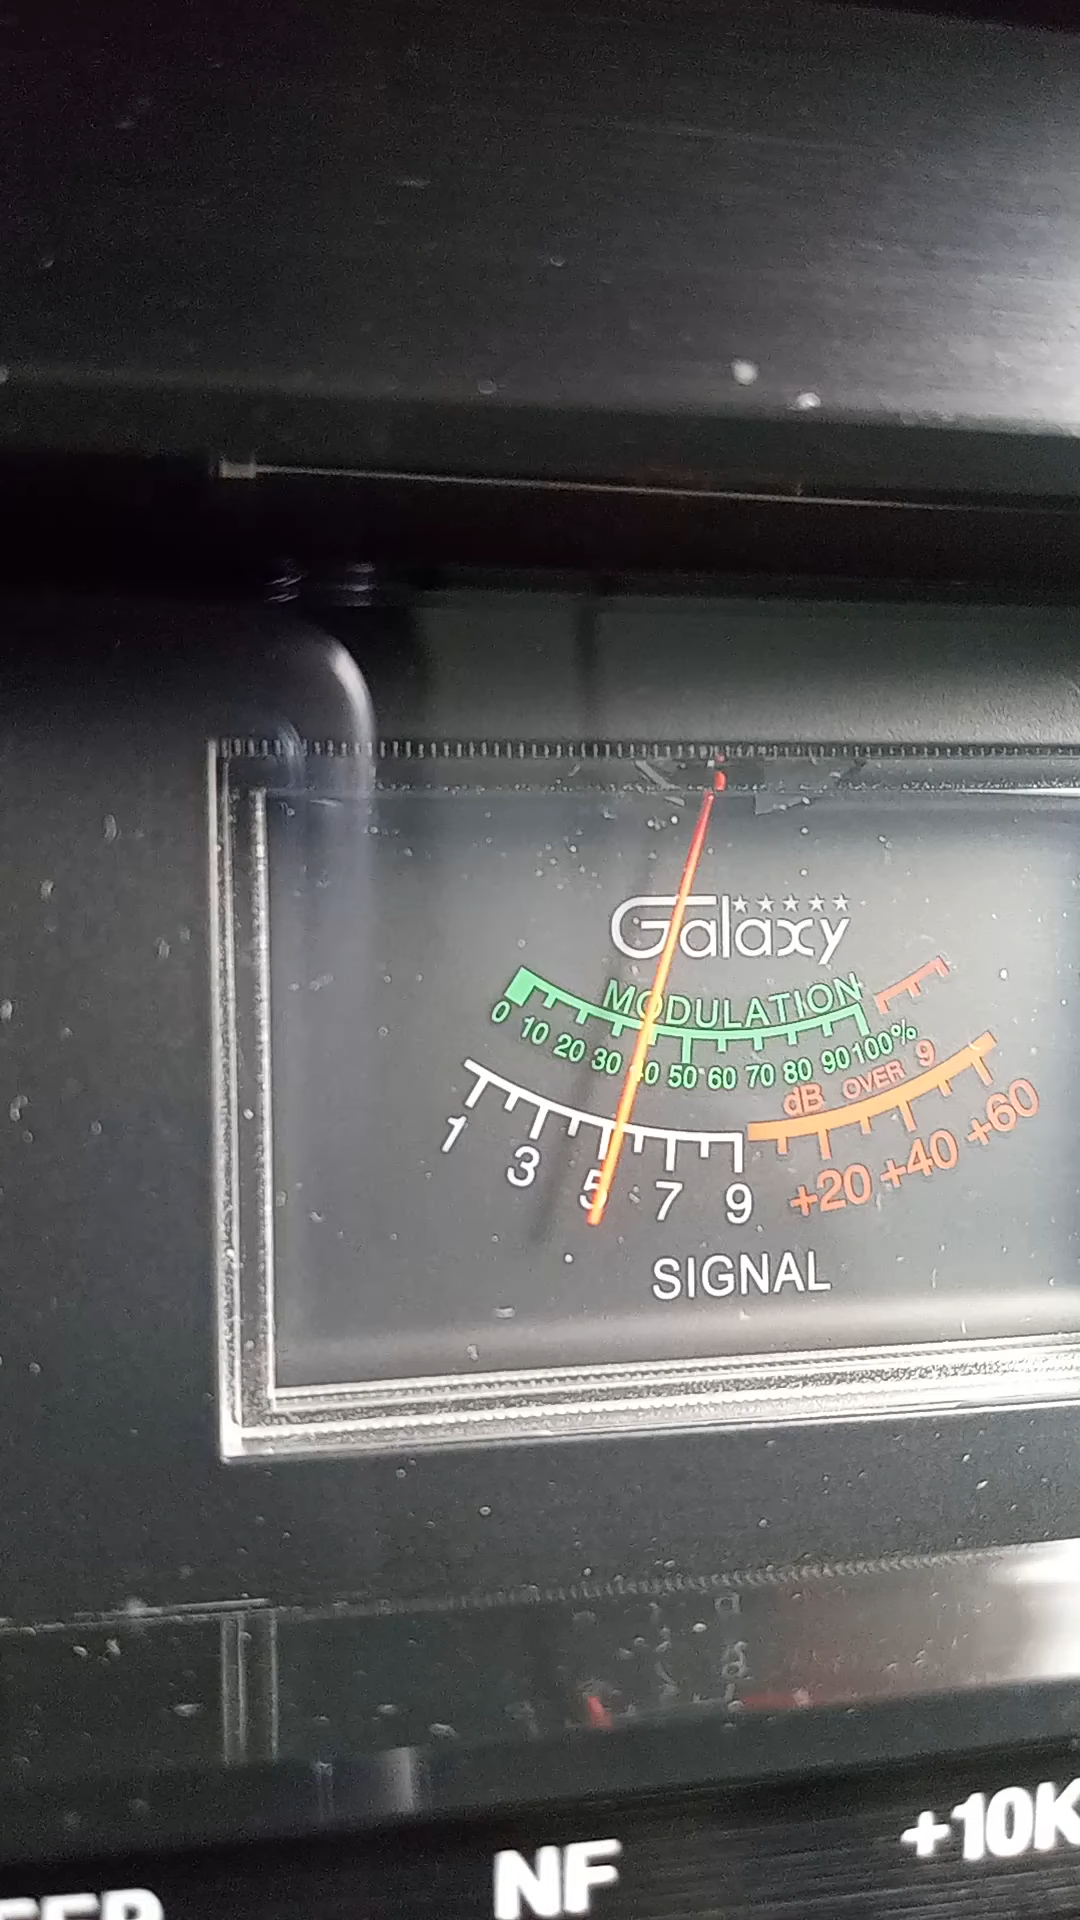 Galaxy
MODULATION
0 10 20 30 40 50 60 70 80 90 100%
dB OVER 9
1 3 5 7 9 +20 +40 +60
SIGNAL
NF
+10K